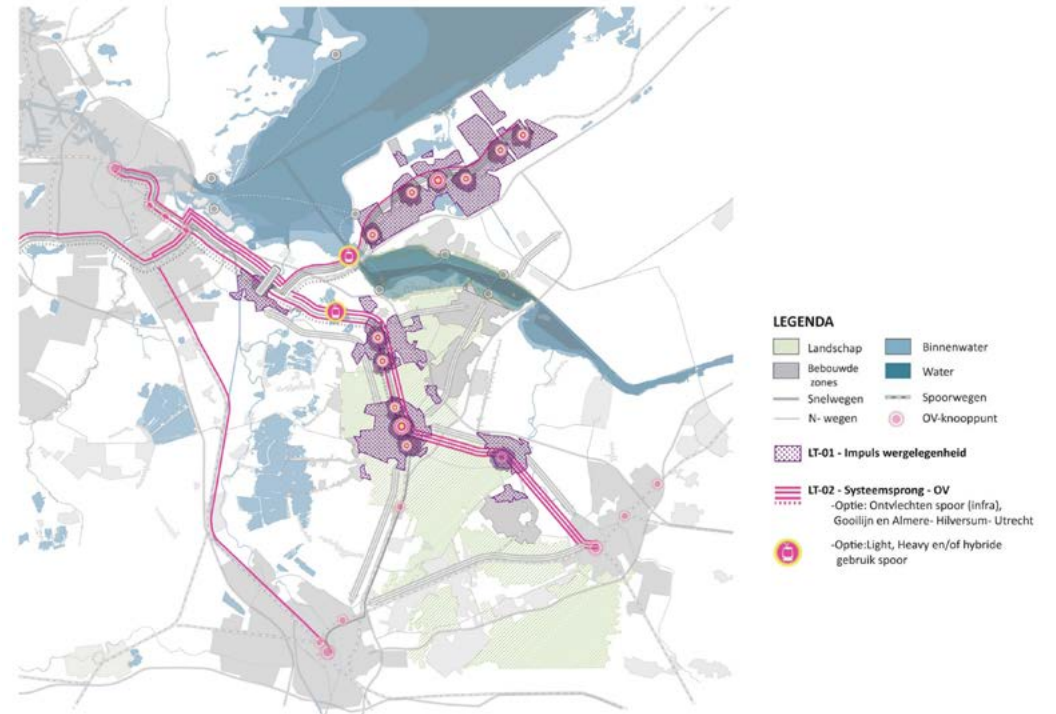 LEGENDA
Landschap
Binnenwater
Bebouwde
zones
Water
Snelwegen
Spoorwegen
N- wegen
OV-knooppunt
LT-01 - Impuls wergelegenheid
LT-02 - Systeemsprong - OV
-Optie: Ontvlechten spoor (infra),
Gooilijn en Almere- Hilversum- Utrecht
-Optie:Light, Heavy en/of hybride
gebruik spoor